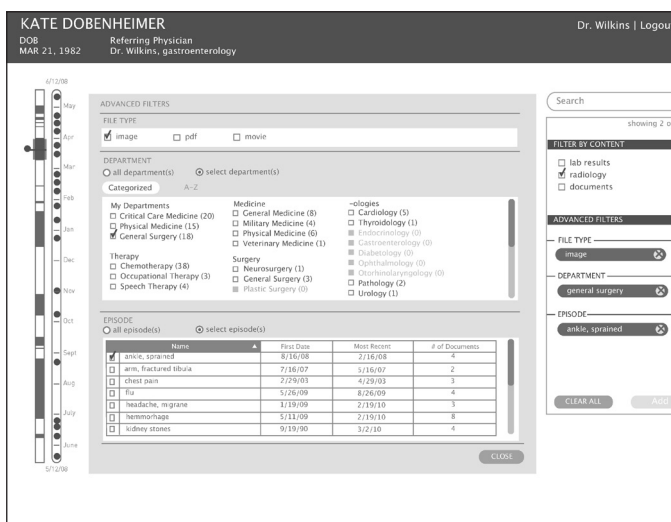 KATE DOBENHEIMER
Dr. Wilkins | Logou
DOB Referring Physician
MAR 21, 1982 Dr. Wilkins, gastroenterology
6/12/08
May
Apr
Mar
Feb
Jan
Dec
Nov
Oct
Sept
Aug
July
June
5/12/00
ADVANCED FILTERS
FILE TYPE
image pdf movie
DEPARTMENT
all department(s) select department(s)
Categorized A-Z
My Departments
Critical Care Medicine (20)
Physical Medicine (15)
General Surgery (18)
Therapy
Chemotherapy (38)
Occupational Therapy (3)
Speech Therapy (4)
Medicine
General Medicine (8)
Military Medicine (4)
Physical Medicine (6)
Veterinary Medicine (1)
Surgery
Neurosurgery (1)
General Surgery (3)
Plastic Surgery (0)
-ologies
Cardiology (5)
Thyroidology (1)
Endocrinology (0)
Gastroenterology (0)
Diabetology (0)
Ophthalmology (0)
Otorhinolaryngology (0)
Pathology (2)
Urology (1)
EPISODE
all episode(s) select episode(s)
Name First Date Most Recent # of Documents
ankle, sprained 8/16/08 2/16/08 4
arm, fractured tibula 7/16/07 5/16/07 2
chest pain 2/29/03 4/29/03 3
flu 5/26/09 8/26/09 4
headache, migrane 1/19/09 2/19/10 3
hemmorhage 5/11/09 2/19/10 8
kidney stones 9/19/90 3/2/10 4
CLOSE
Search
showing 2 o
FILTER BY CONTENT
lab results
radiology
documents
ADVANCED FILTERS
FILE TYPE
image
DEPARTMENT
general surgery
EPISODE
ankle, sprained
CLEAR ALL Add